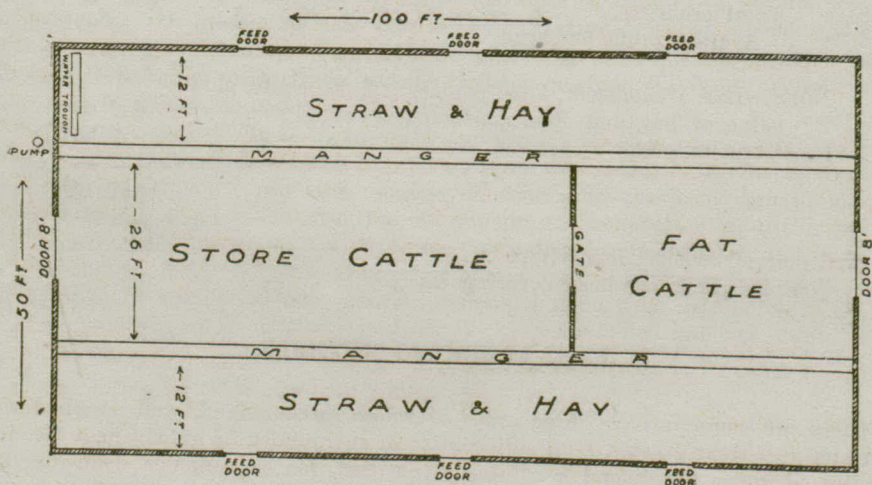 100 FT
FEED
DOOR
FEED
DOOR
FEED
DOOR
WATER TROUGH
12 FT.
STRAW & HAY
PUMP
MANGER
50 FT
DOOR 8'
26 FT.
STORE CATTLE
GATE
FAT
CATTLE
DOOR 8'
MANGER
12 FT.
STRAW & HAY
FEED
DOOR
FEED
DOOR
FEED
DOOR